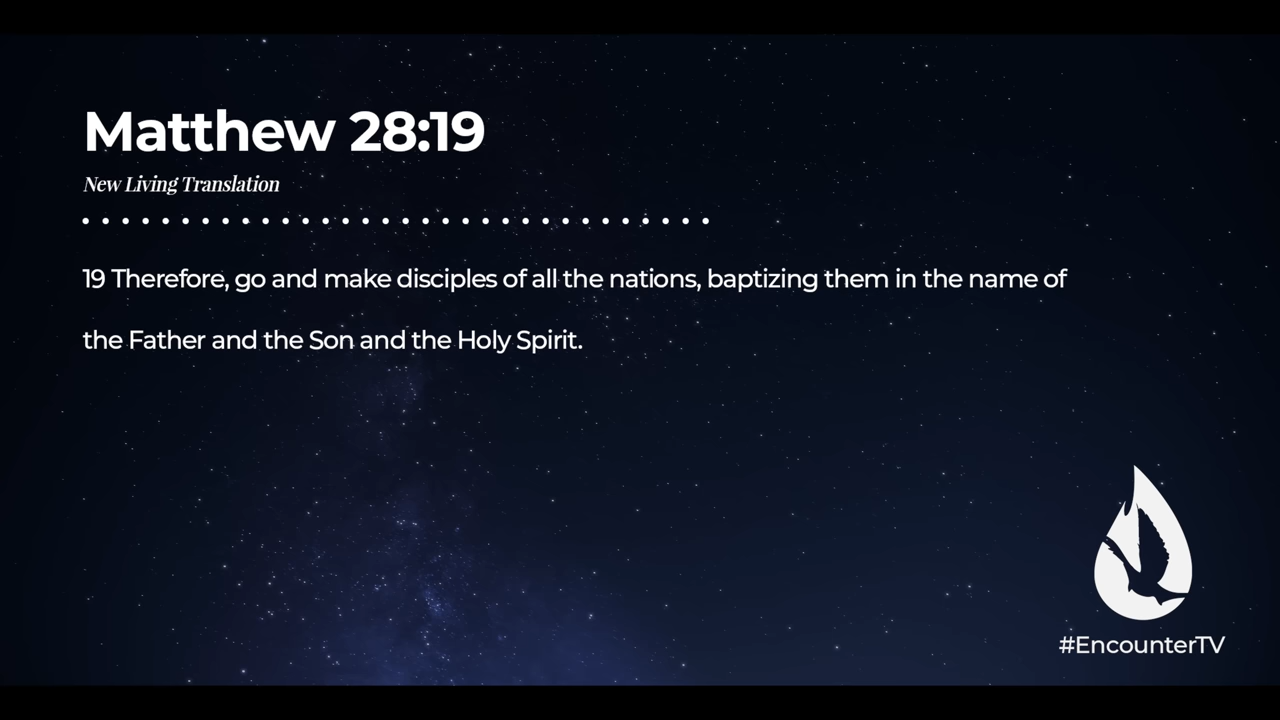 Matthew 28:19
New Living Translation
19 Therefore, go and make disciples of all the nations, baptizing them in the name of
the Father and the Son and the Holy Spirit.
#EncounterTV